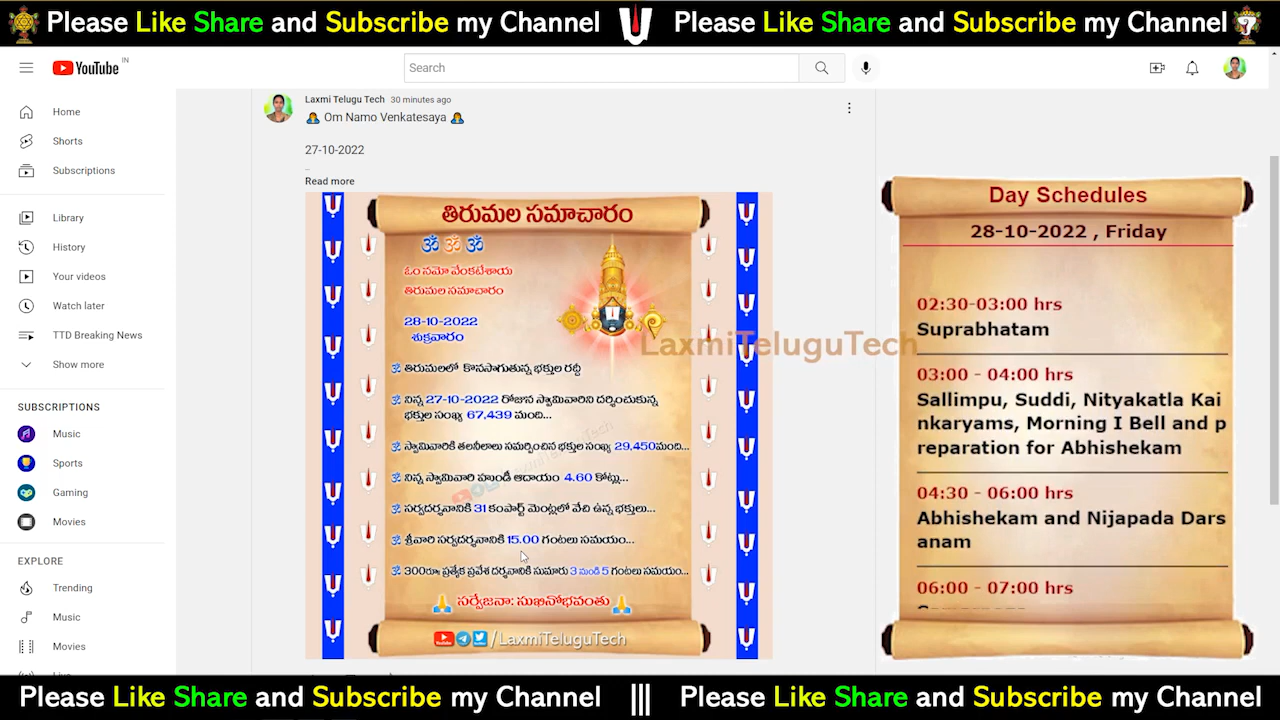 Please Like Share and Subscribe my Channel
Please Like Share and Subscribe my Channel
YouTube IN
Search
Home
Shorts
Subscriptions
Library
History
Your videos
Watch later
TTD Breaking News
Show more
SUBSCRIPTIONS
Music
Sports
Gaming
Movies
EXPLORE
Trending
Music
Movies
Laxmi Telugu Tech 30 minutes ago
Om Namo Venkatesaya
27-10-2022
Read more
తిరుమల సమాచారం
ॐ ॐ ॐ
ఓం నమో వేంకటేశాయ
తిరుమల సమాచారం
28-10-2022
శుక్రవారం
ॐ తిరుమలలో కొనసాగుతున్న భక్తుల రద్దీ
ॐ నిన్న 27-10-2022 రోజున స్వామివారిని దర్శించుకున్న
భక్తుల సంఖ్య 67,439 మంది...
ॐ స్వామివారికి తలనీలాలు సమర్పించిన భక్తుల సంఖ్య 29,450మంది...
ॐ నిన్న స్వామివారి హుండీ ఆదాయం 4.60 కోట్లు...
ॐ సర్వదర్శనానికి 31 కంపార్ట్ మెంట్లలో వేచి ఉన్న భక్తులు...
ॐ శ్రీవారి సర్వదర్శనానికి 15.00 గంటలు సమయం...
ॐ 300రూ ప్రత్యేక ప్రవేశ దర్శనానికి సుమారు 3 నుండి 5 గంటలు సమయం...
సర్వేజనా: సుఖినోభవంతు
/LaxmiTeluguTech
LaxmiTeluguTech
Day Schedules
28-10-2022 , Friday
02:30-03:00 hrs
Suprabhatam
03:00 - 04:00 hrs
Sallimpu, Suddi, Nityakatla Kai
nkaryams, Morning I Bell and p
reparation for Abhishekam
04:30 - 06:00 hrs
Abhishekam and Nijapada Dars
anam
06:00 - 07:00 hrs
Please Like Share and Subscribe my Channel
|||
Please Like Share and Subscribe my Channel